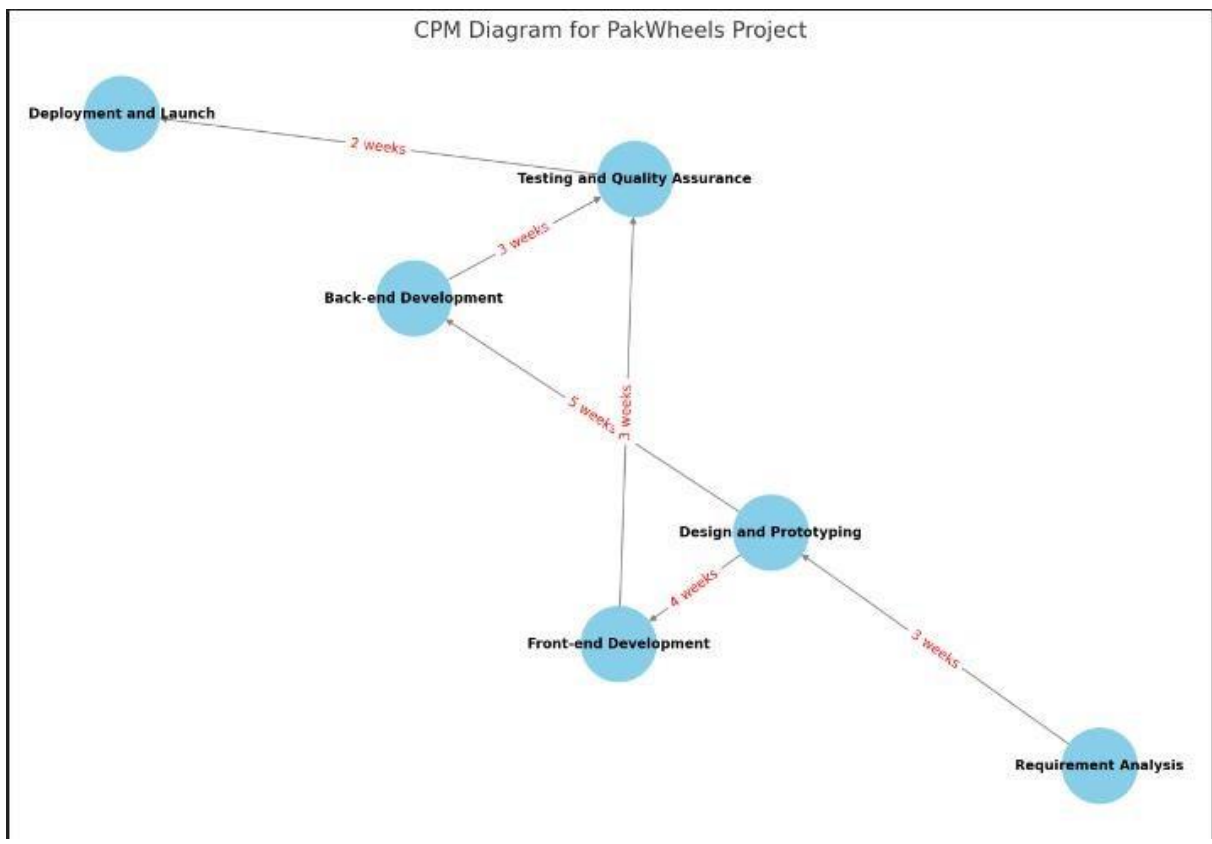 CPM Diagram for PakWheels Project
Deployment and Launch
2 weeks
Testing and Quality Assurance
3 weeks
Back-end Development
5 weeks
3 weeks
Design and Prototyping
4 weeks
Front-end Development
3 weeks
Requirement Analysis